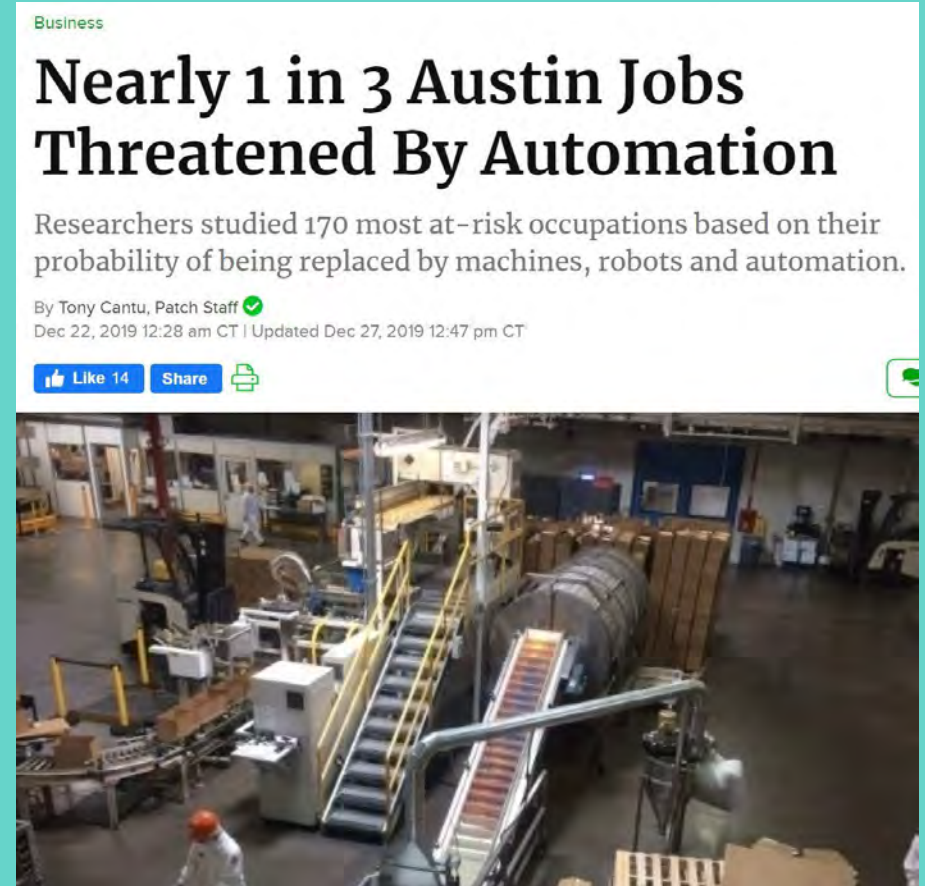 Business
Nearly 1 in 3 Austin Jobs
Threatened By Automation
Researchers studied 170 most at-risk occupations based on their
probability of being replaced by machines, robots and automation.
By Tony Cantu, Patch Staff
Dec 22, 2019 12:28 am CT | Updated Dec 27, 2019 12:47 pm CT
Like 14 Share